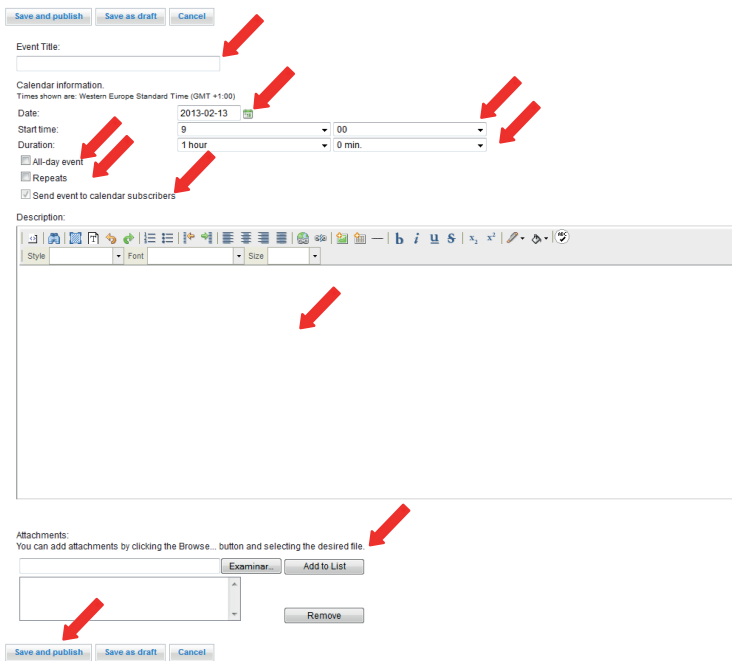 Save and publish Save as draft Cancel
Event Title:
Calendar information.
Times shown are: Western Europe Standard Time (GMT +1:00)
Date: 2013-02-13
Start time: 9 00
Duration: 1 hour 0 min.
All-day event
Repeats
Send event to calendar subscribers
Description:
b i u S x₂ x² ABC
Style Font Size
Attachments:
You can add attachments by clicking the Browse... button and selecting the desired file.
Examinar.. Add to List
Remove
Save and publish Save as draft Cancel